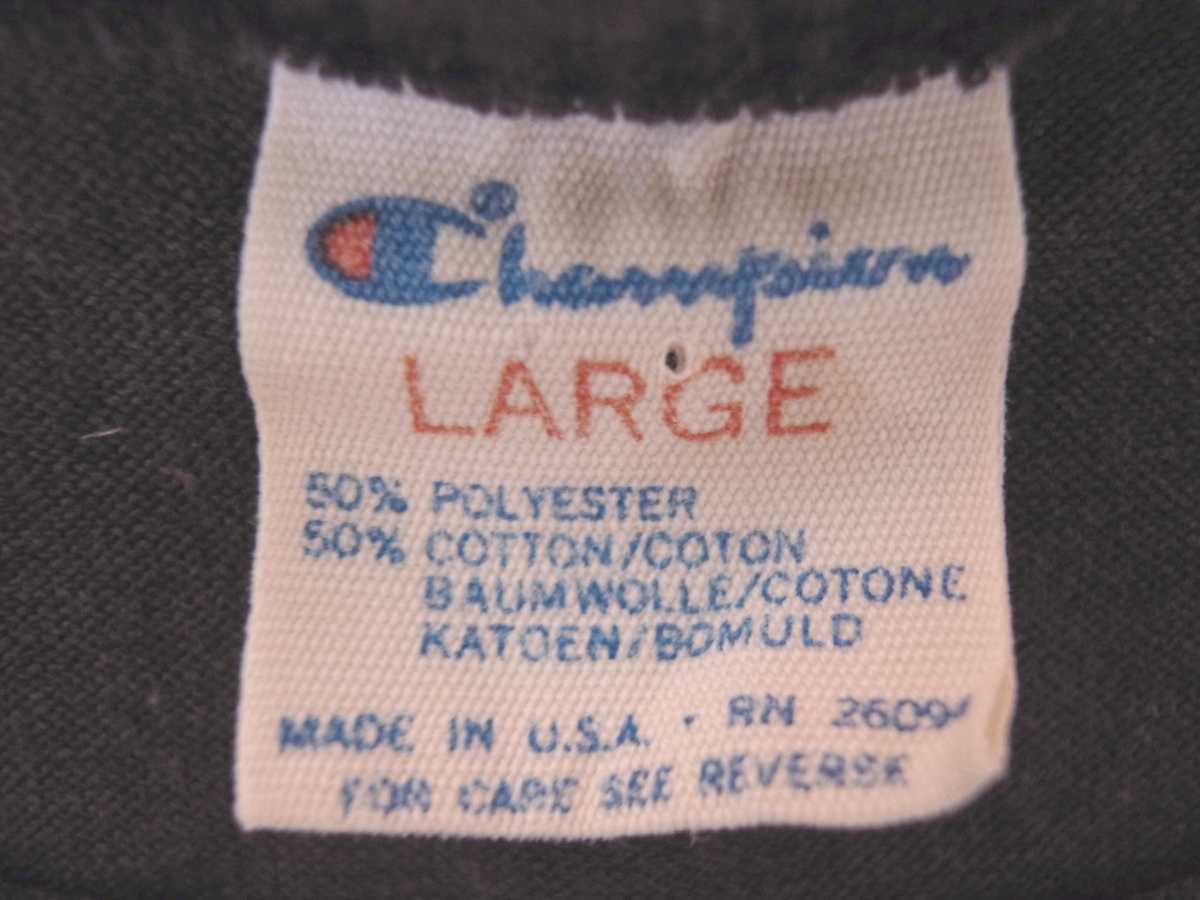 Champion®
LARGE
50% POLYESTER
50% COTTON/COTON
BAUMWOLLE/COTONE
KATOEN/BOMULD
MADE IN U.S.A. · RN 26094
FOR CARE SEE REVERSE